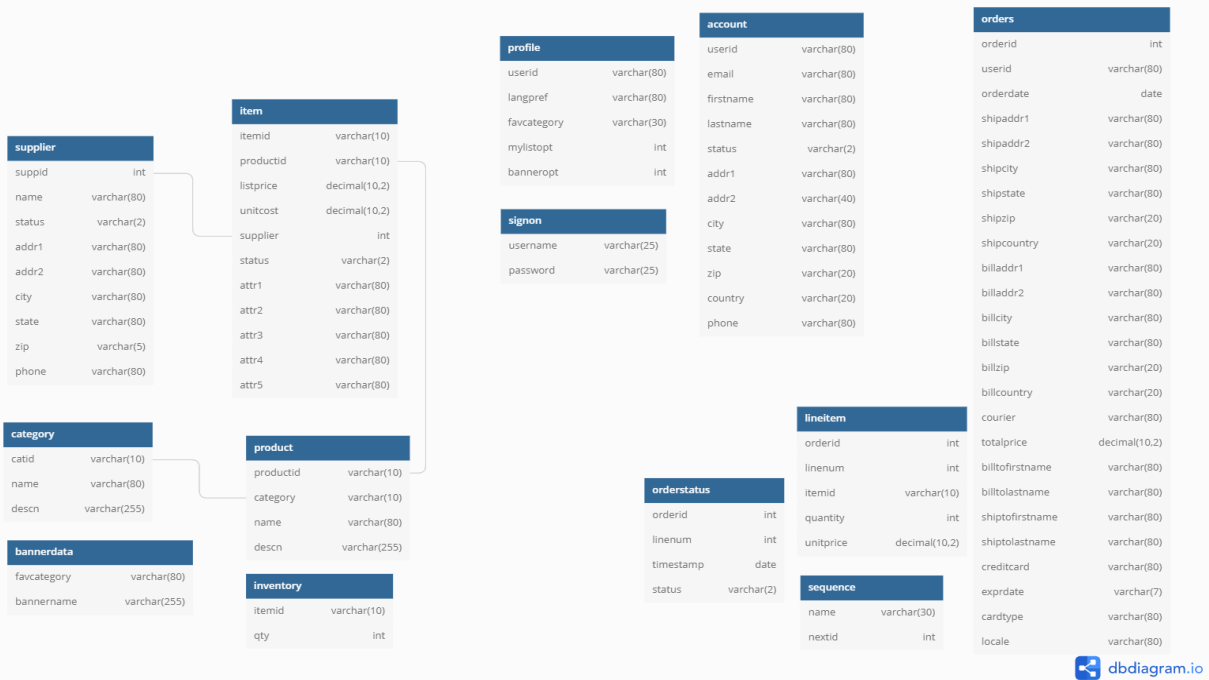 supplier
suppid int
name varchar(80)
status varchar(2)
addr1 varchar(80)
addr2 varchar(80)
city varchar(80)
state varchar(80)
zip varchar(5)
phone varchar(80)
category
catid varchar(10)
name varchar(80)
descn varchar(255)
bannerdata
favcategory varchar(80)
bannername varchar(255)
item
itemid varchar(10)
productid varchar(10)
listprice decimal(10,2)
unitcost decimal(10,2)
supplier int
status varchar(2)
attr1 varchar(80)
attr2 varchar(80)
attr3 varchar(80)
attr4 varchar(80)
attr5 varchar(80)
product
productid varchar(10)
category varchar(10)
name varchar(80)
descn varchar(255)
inventory
itemid varchar(10)
qty int
profile
userid varchar(80)
langpref varchar(80)
favcategory varchar(30)
mylistopt int
banneropt int
signon
username varchar(25)
password varchar(25)
account
userid varchar(80)
email varchar(80)
firstname varchar(80)
lastname varchar(80)
status varchar(2)
addr1 varchar(80)
addr2 varchar(40)
city varchar(80)
state varchar(80)
zip varchar(20)
country varchar(20)
phone varchar(80)
orderstatus
orderid int
linenum int
timestamp date
status varchar(2)
lineitem
orderid int
linenum int
itemid varchar(10)
quantity int
unitprice decimal(10,2)
sequence
name varchar(30)
nextid int
orders
orderid int
userid varchar(80)
orderdate date
shipaddr1 varchar(80)
shipaddr2 varchar(80)
shipcity varchar(80)
shipstate varchar(80)
shipzip varchar(20)
shipcountry varchar(20)
billaddr1 varchar(80)
billaddr2 varchar(80)
billcity varchar(80)
billstate varchar(80)
billzip varchar(20)
billcountry varchar(20)
courier varchar(80)
totalprice decimal(10,2)
billtofirstname varchar(80)
billtolastname varchar(80)
shiptofirstname varchar(80)
shiptolastname varchar(80)
creditcard varchar(80)
exprdate varchar(7)
cardtype varchar(80)
locale varchar(80)
dbdiagram.io